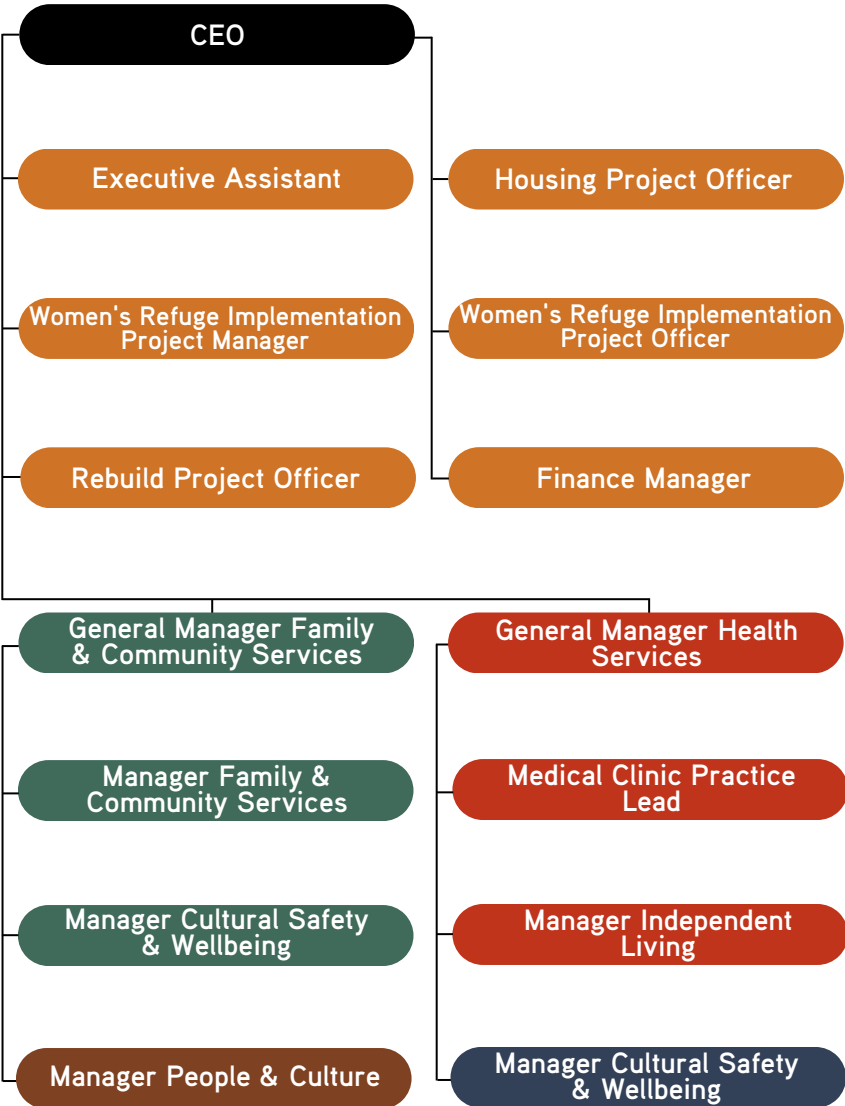 CEO
Executive Assistant
Housing Project Officer
Women's Refuge Implementation
Project Manager
Women's Refuge Implementation
Project Officer
Rebuild Project Officer
Finance Manager
General Manager Family
& Community Services
General Manager Health
Services
Manager Family &
Community Services
Medical Clinic Practice
Lead
Manager Cultural Safety
& Wellbeing
Manager Independent
Living
Manager People & Culture
Manager Cultural Safety
& Wellbeing